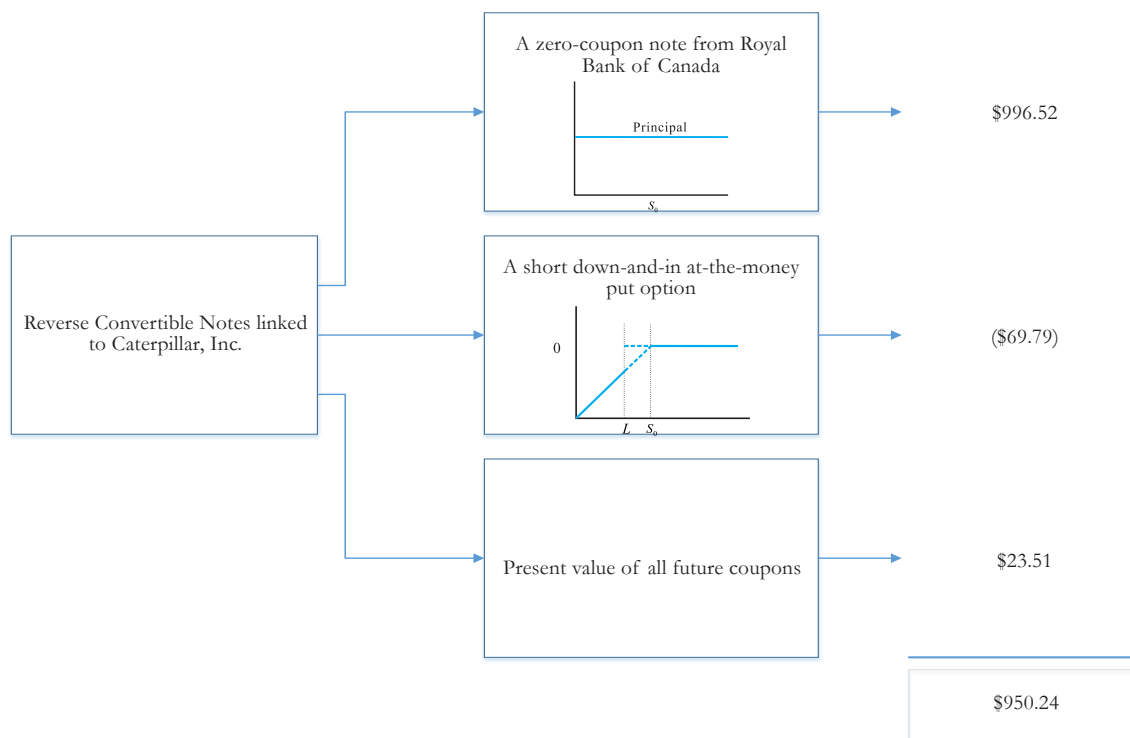 A zero-coupon note from Royal
Bank of Canada
Principal
S₀
$996.52
Reverse Convertible Notes linked
to Caterpillar, Inc.
A short down-and-in at-the-money
put option
0
L S₀
($69.79)
Present value of all future coupons
$23.51
$950.24